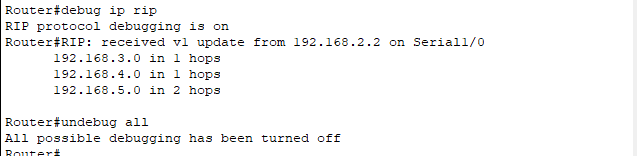 Router#debug ip rip
RIP protocol debugging is on
Router#RIP: received v1 update from 192.168.2.2 on Serial1/0
192.168.3.0 in 1 hops
192.168.4.0 in 1 hops
192.168.5.0 in 2 hops
Router#undebug all
All possible debugging has been turned off
Router#